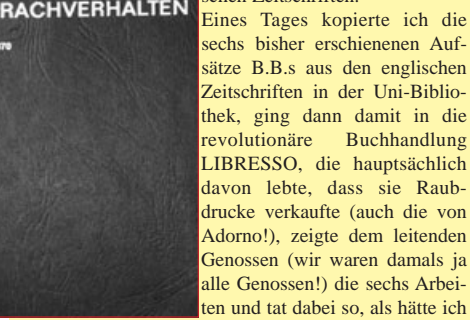 RACHVERHALTEN
970
Eines Tages kopierte ich die
sechs bisher erschienenen Auf-
sätze B.B.s aus den englischen
Zeitschriften in der Uni-Biblio-
thek, ging dann damit in die
revolutionäre Buchhandlung
LIBRESSO, die hauptsächlich
davon lebte, dass sie Raub-
drucke verkaufte (auch die von
Adorno!), zeigte dem leitenden
Genossen (wir waren damals ja
alle Genossen!) die sechs Arbei-
ten und tat dabei so, als hätte ich